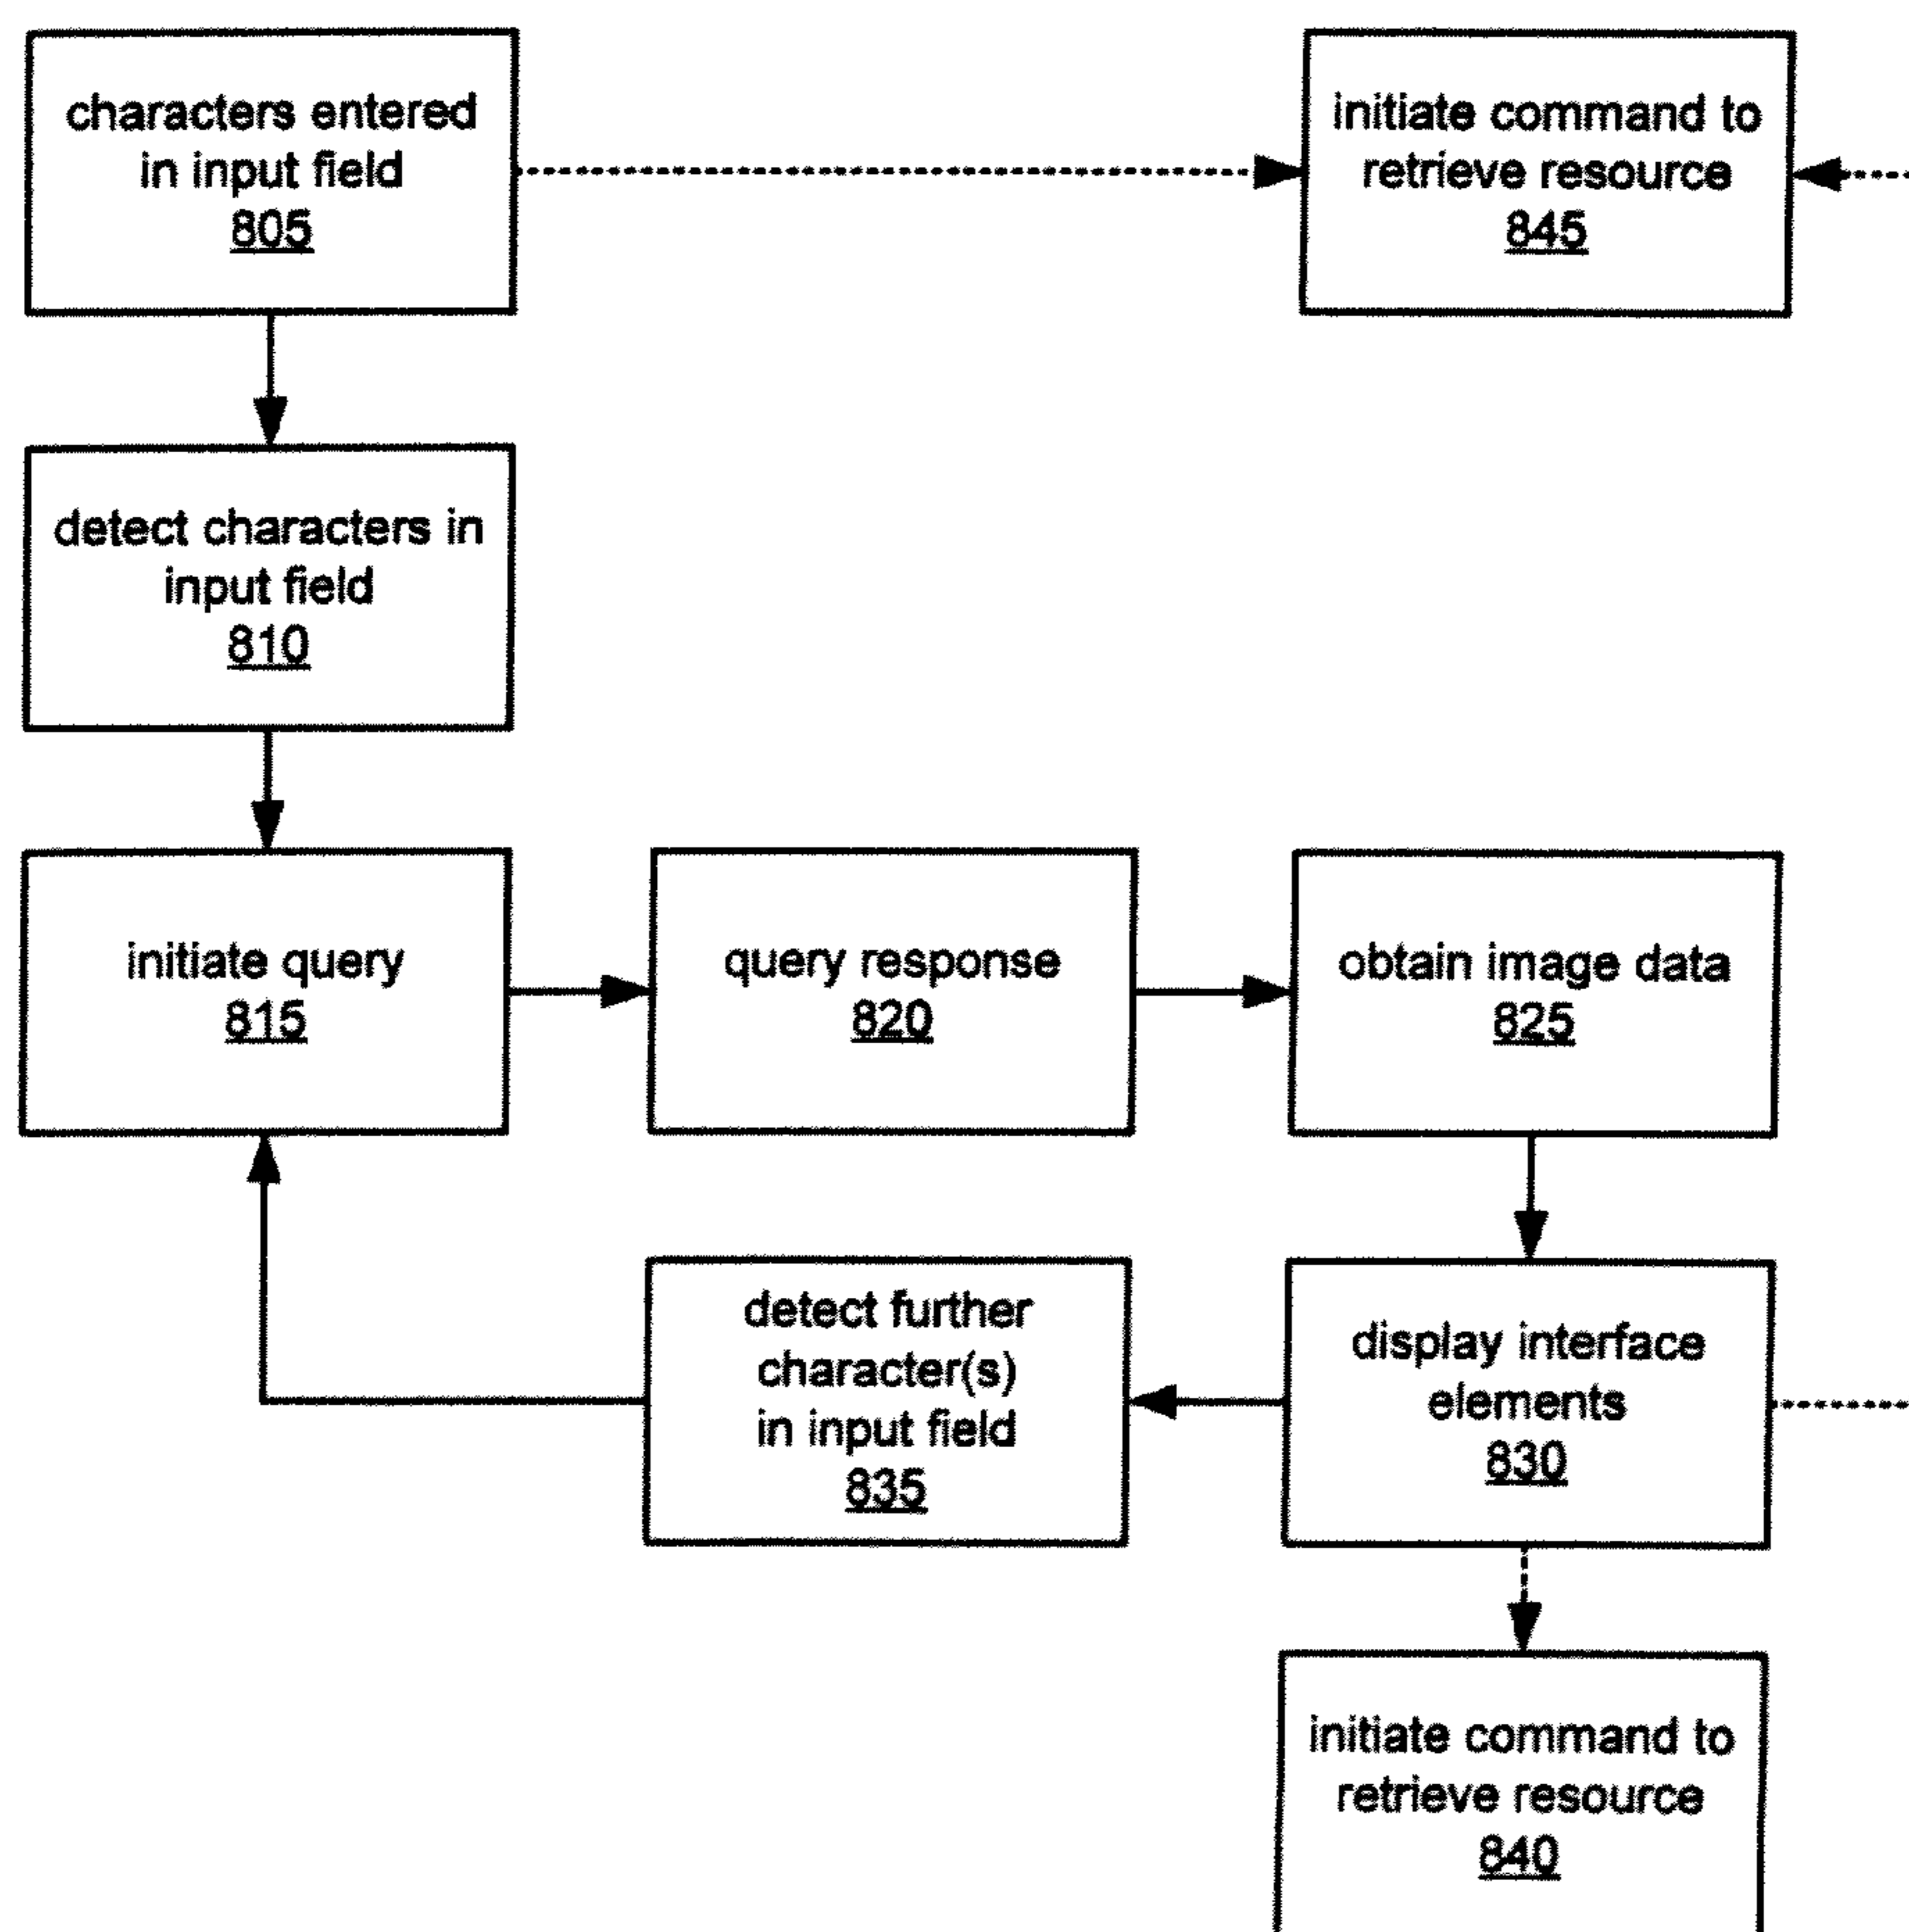 characters entered
in input field
805
initiate command to
retrieve resource
845
detect characters in
input field
810
initiate query
815
query response
820
obtain image data
825
detect further
character(s)
in input field
835
display interface
elements
830
initiate command to
retrieve resource
840